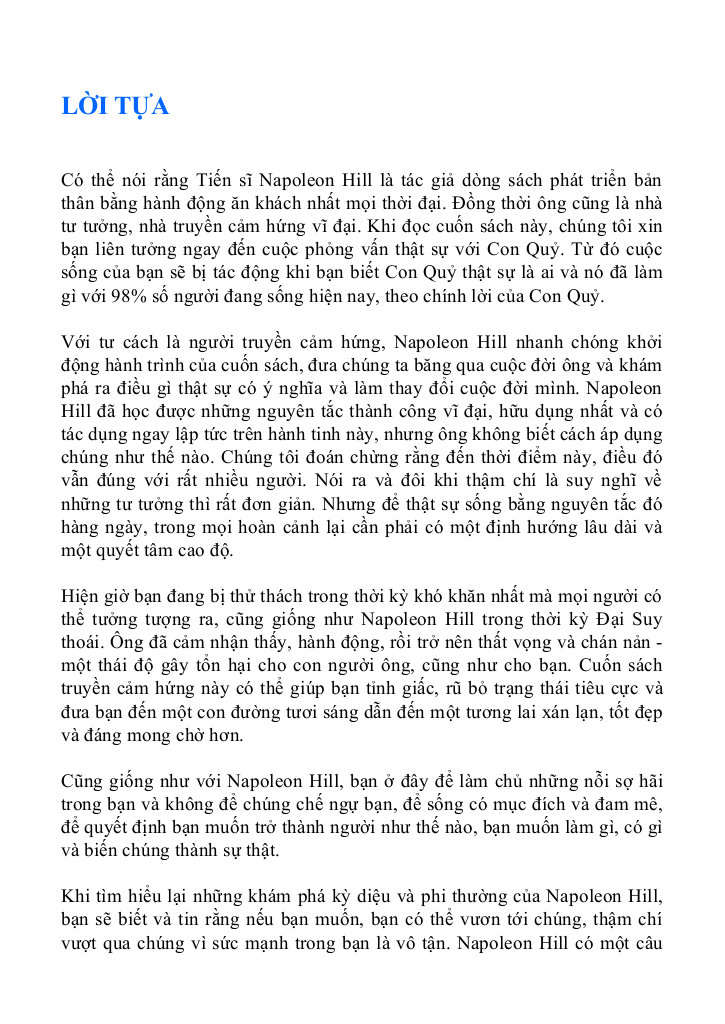 LỜI TỰA
Có thể nói rằng Tiến sĩ Napoleon Hill là tác giả dòng sách phát triển bản
thân bằng hành động ăn khách nhất mọi thời đại. Đồng thời ông cũng là nhà
tư tưởng, nhà truyền cảm hứng vĩ đại. Khi đọc cuốn sách này, chúng tôi xin
bạn liên tưởng ngay đến cuộc phỏng vấn thật sự với Con Quỷ. Từ đó cuộc
sống của bạn sẽ bị tác động khi bạn biết Con Quỷ thật sự là ai và nó đã làm
gì với 98% số người đang sống hiện nay, theo chính lời của Con Quỷ.
Với tư cách là người truyền cảm hứng, Napoleon Hill nhanh chóng khởi
động hành trình của cuốn sách, đưa chúng ta băng qua cuộc đời ông và khám
phá ra điều gì thật sự có ý nghĩa và làm thay đổi cuộc đời mình. Napoleon
Hill đã học được những nguyên tắc thành công vĩ đại, hữu dụng nhất và có
tác dụng ngay lập tức trên hành tinh này, nhưng ông không biết cách áp dụng
chúng như thế nào. Chúng tôi đoán chừng rằng đến thời điểm này, điều đó
vẫn đúng với rất nhiều người. Nói ra và đôi khi thậm chí là suy nghĩ về
những tư tưởng thì rất đơn giản. Nhưng để thật sự sống bằng nguyên tắc đó
hàng ngày, trong mọi hoàn cảnh lại cần phải có một định hướng lâu dài và
một quyết tâm cao độ.
Hiện giờ bạn đang bị thử thách trong thời kỳ khó khăn nhất mà mọi người có
thể tưởng tượng ra, cũng giống như Napoleon Hill trong thời kỳ Đại Suy
thoái. Ông đã cảm nhận thấy, hành động, rồi trở nên thất vọng và chán nản -
một thái độ gây tổn hại cho con người ông, cũng như cho bạn. Cuốn sách
truyền cảm hứng này có thể giúp bạn tỉnh giấc, rũ bỏ trạng thái tiêu cực và
đưa bạn đến một con đường tươi sáng dẫn đến một tương lai xán lạn, tốt đẹp
và đáng mong chờ hơn.
Cũng giống như với Napoleon Hill, bạn ở đây để làm chủ những nỗi sợ hãi
trong bạn và không để chúng chế ngự bạn, để sống có mục đích và đam mê,
để quyết định bạn muốn trở thành người như thế nào, bạn muốn làm gì, có gì
và biến chúng thành sự thật.
Khi tìm hiểu lại những khám phá kỳ diệu và phi thường của Napoleon Hill,
bạn sẽ biết và tin rằng nếu bạn muốn, bạn có thể vươn tới chúng, thậm chí
vượt qua chúng vì sức mạnh trong bạn là vô tận. Napoleon Hill có một câu